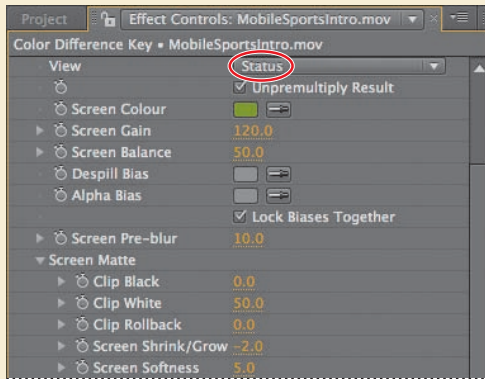 Project Effect Controls: MobileSportsIntro.mov
Color Difference Key • MobileSportsIntro.mov
View Status
Unpremultiply Result
Screen Colour
Screen Gain 120.0
Screen Balance 50.0
Despill Bias
Alpha Bias
Lock Biases Together
Screen Pre-blur 10.0
Screen Matte
Clip Black 0.0
Clip White 50.0
Clip Rollback 0.0
Screen Shrink/Grow -2.0
Screen Softness 5.0